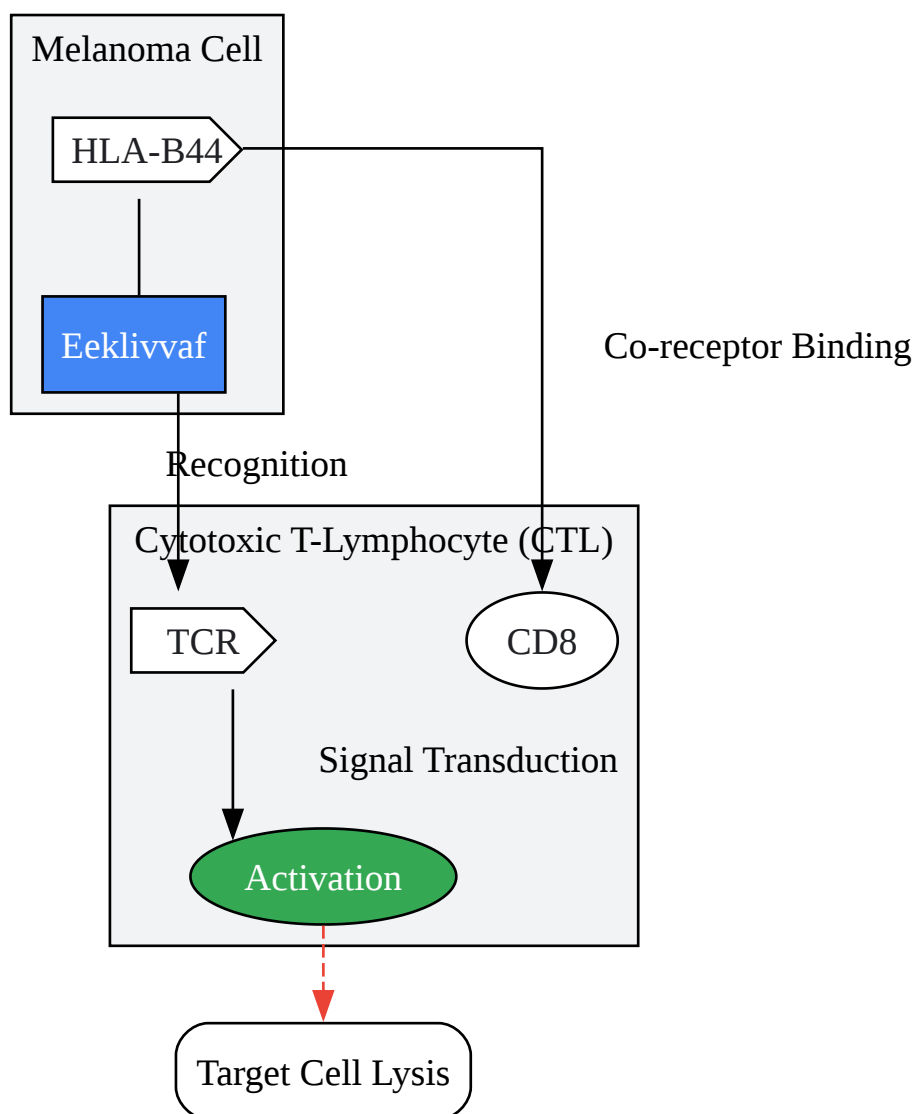 Melanoma Cell
HLA-B44
Eeklivvaf
Co-receptor Binding
Recognition
Cytotoxic T-Lymphocyte (CTL)
TCR
CD8
Signal Transduction
Activation
Target Cell Lysis